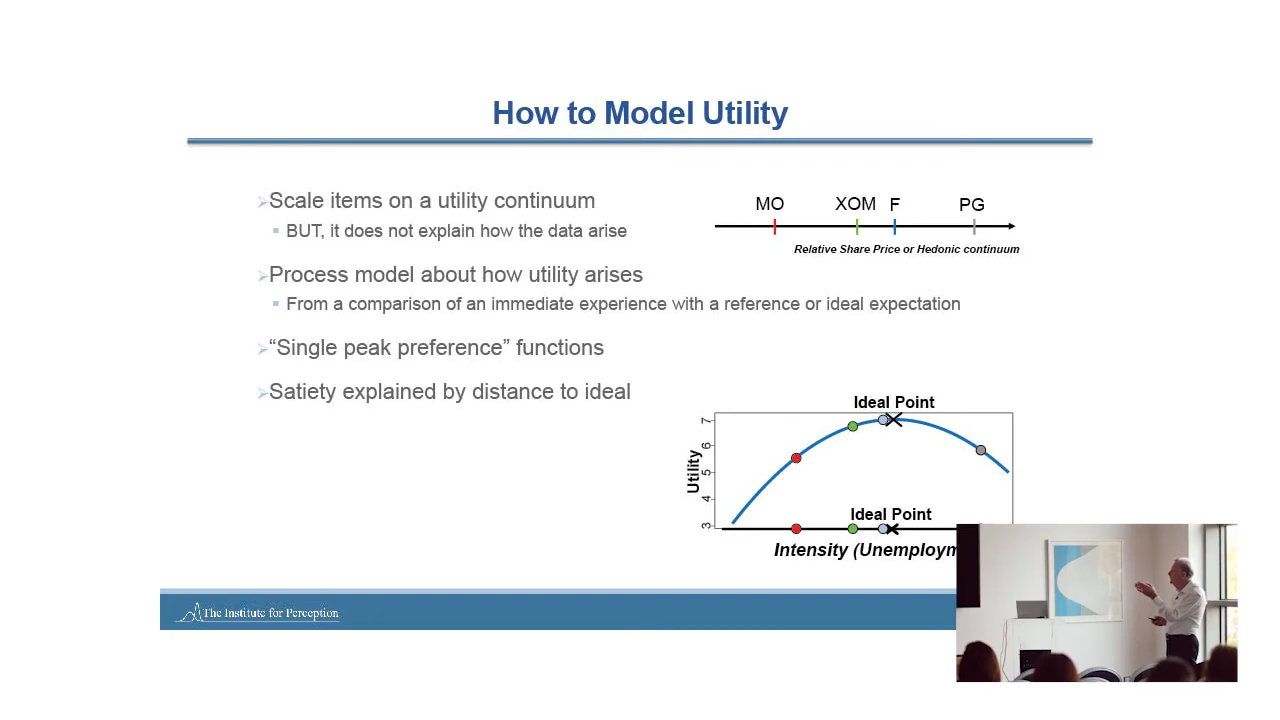 How to Model Utility
Scale items on a utility continuum
BUT, it does not explain how the data arise
MO XOM F PG
Relative Share Price or Hedonic continuum
Process model about how utility arises
From a comparison of an immediate experience with a reference or ideal expectation
“Single peak preference” functions
Satiety explained by distance to ideal
Ideal Point
7
6
5
4
3
Utility
Ideal Point
Intensity (Unemploym
The Institute for Perception